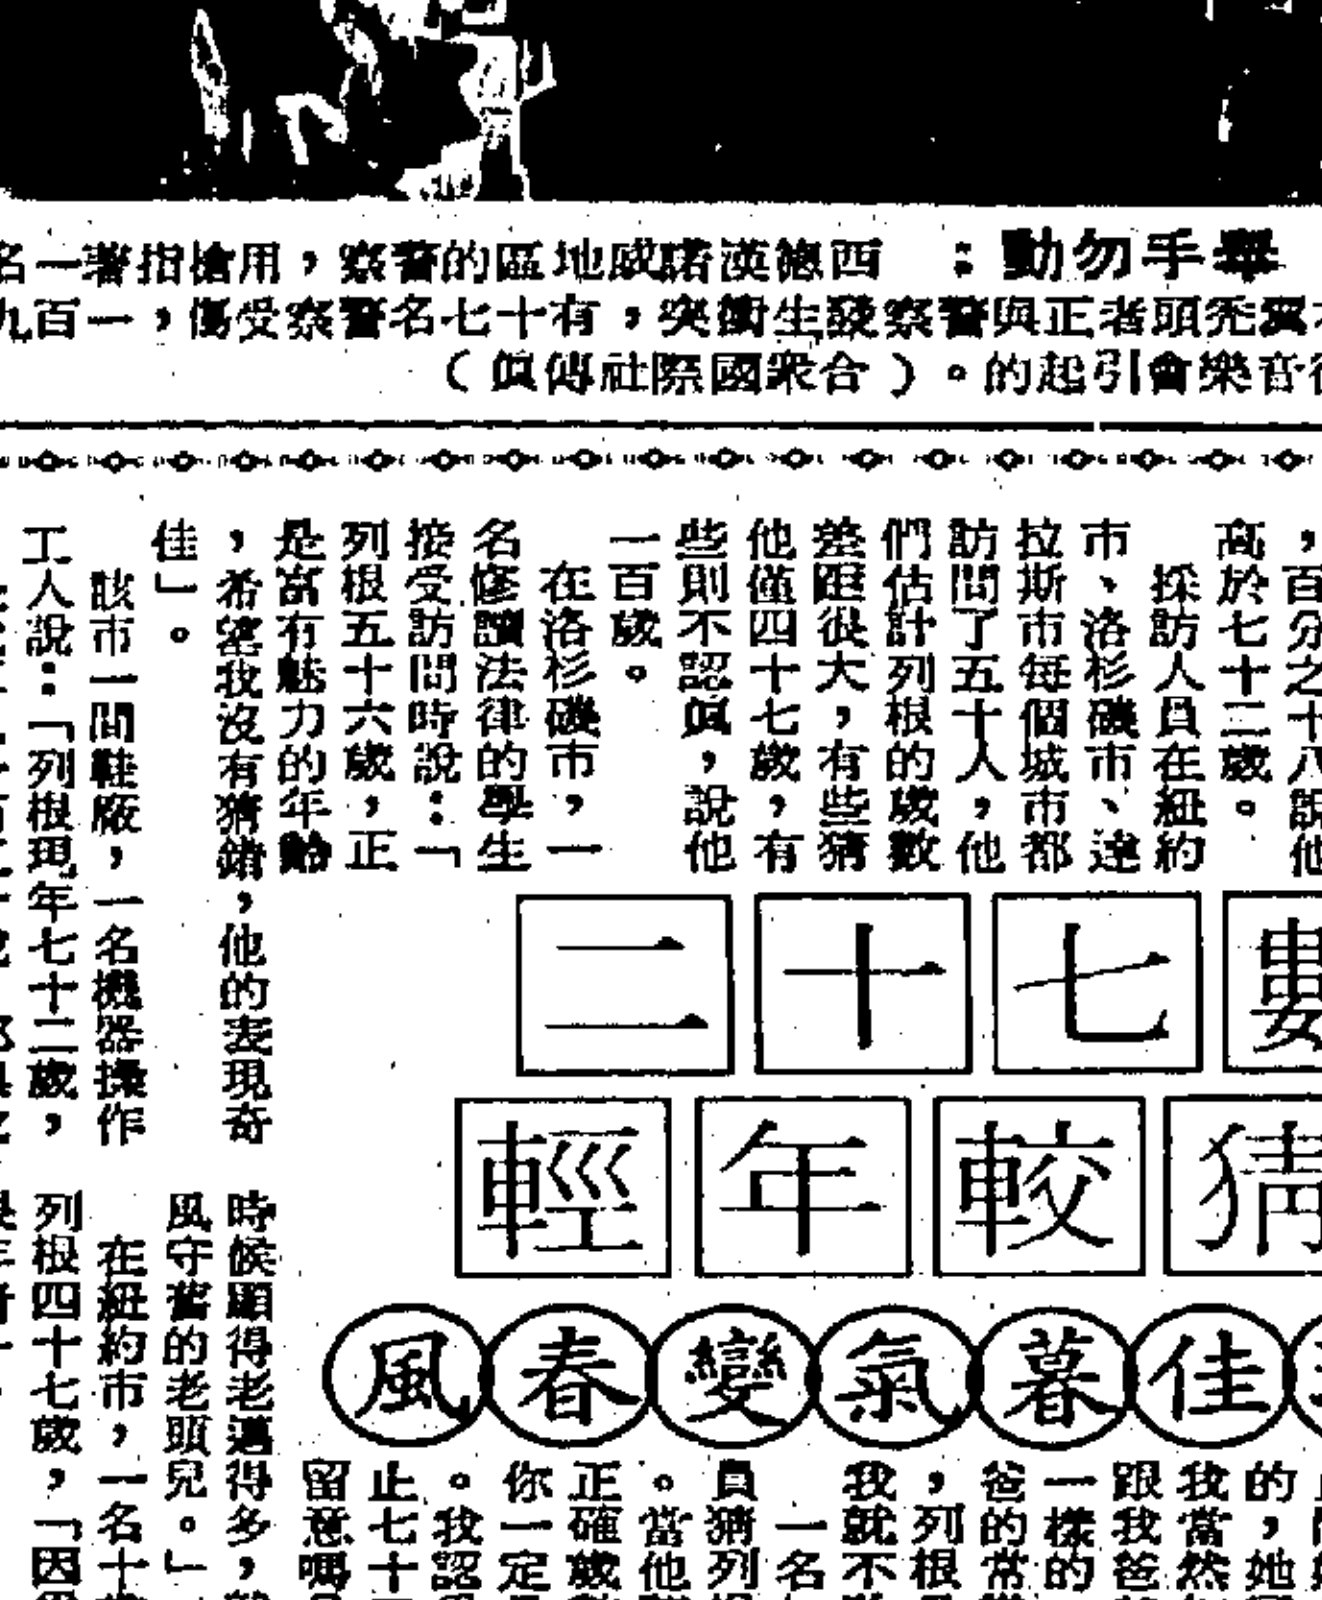 舉手勿動：西德漢諾威地區的警察，用槍指著一名
禿頭者正與警察發生衝突，有十七名警察受傷，一百九
音樂會引起的。（合衆國際社傳眞）
，百分之十八說他
高於七十二歲。
採訪人員在紐約
市、洛杉磯市、達
拉斯市每個城市都
訪問了五十人，他
們估計列根的歲數
差距很大，有些猜
他僅四十七歲，有
些則不認眞，說他
一百歲。
在洛杉磯市，一
名修讀法律的學生
接受訪問時說：「
列根五十六歲，正
是富有魅力的年齡
，希望我沒有猜錯，他的表現奇
佳」。
該市一間鞋廠，一名機器操作
工人說：「列根現年七十二歲，
婁七十二
猜較年輕
佳暮氣變春風
的，她
我當然
跟我爸
一樣的
爸的常
，列根
我就不
一名
員猜列
。當他
正確歲
你一定
。我認
止七十
留意嗎
時候顯得老邁得多，
風守舊的老頭兒。」
在紐約市，一名十
列根四十七歲，「因